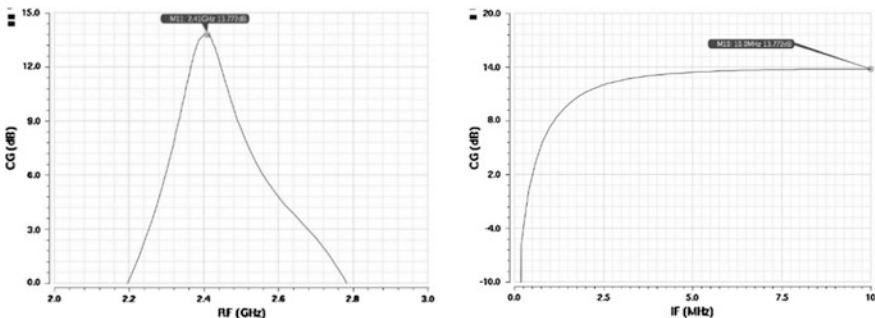 15.0
M11: 2.41GHz 13.772dB
12.0
9.0
6.0
3.0
0.0
CG (dB)
2.0 2.2 2.4 2.6 2.8 3.0
RF (GHz)
20.0
M10: 10.0MHz 13.772dB
14.0
8.0
2.0
-4.0
-10.0
CG (dB)
0.0 2.5 5.0 7.5 10
IF (MHz)